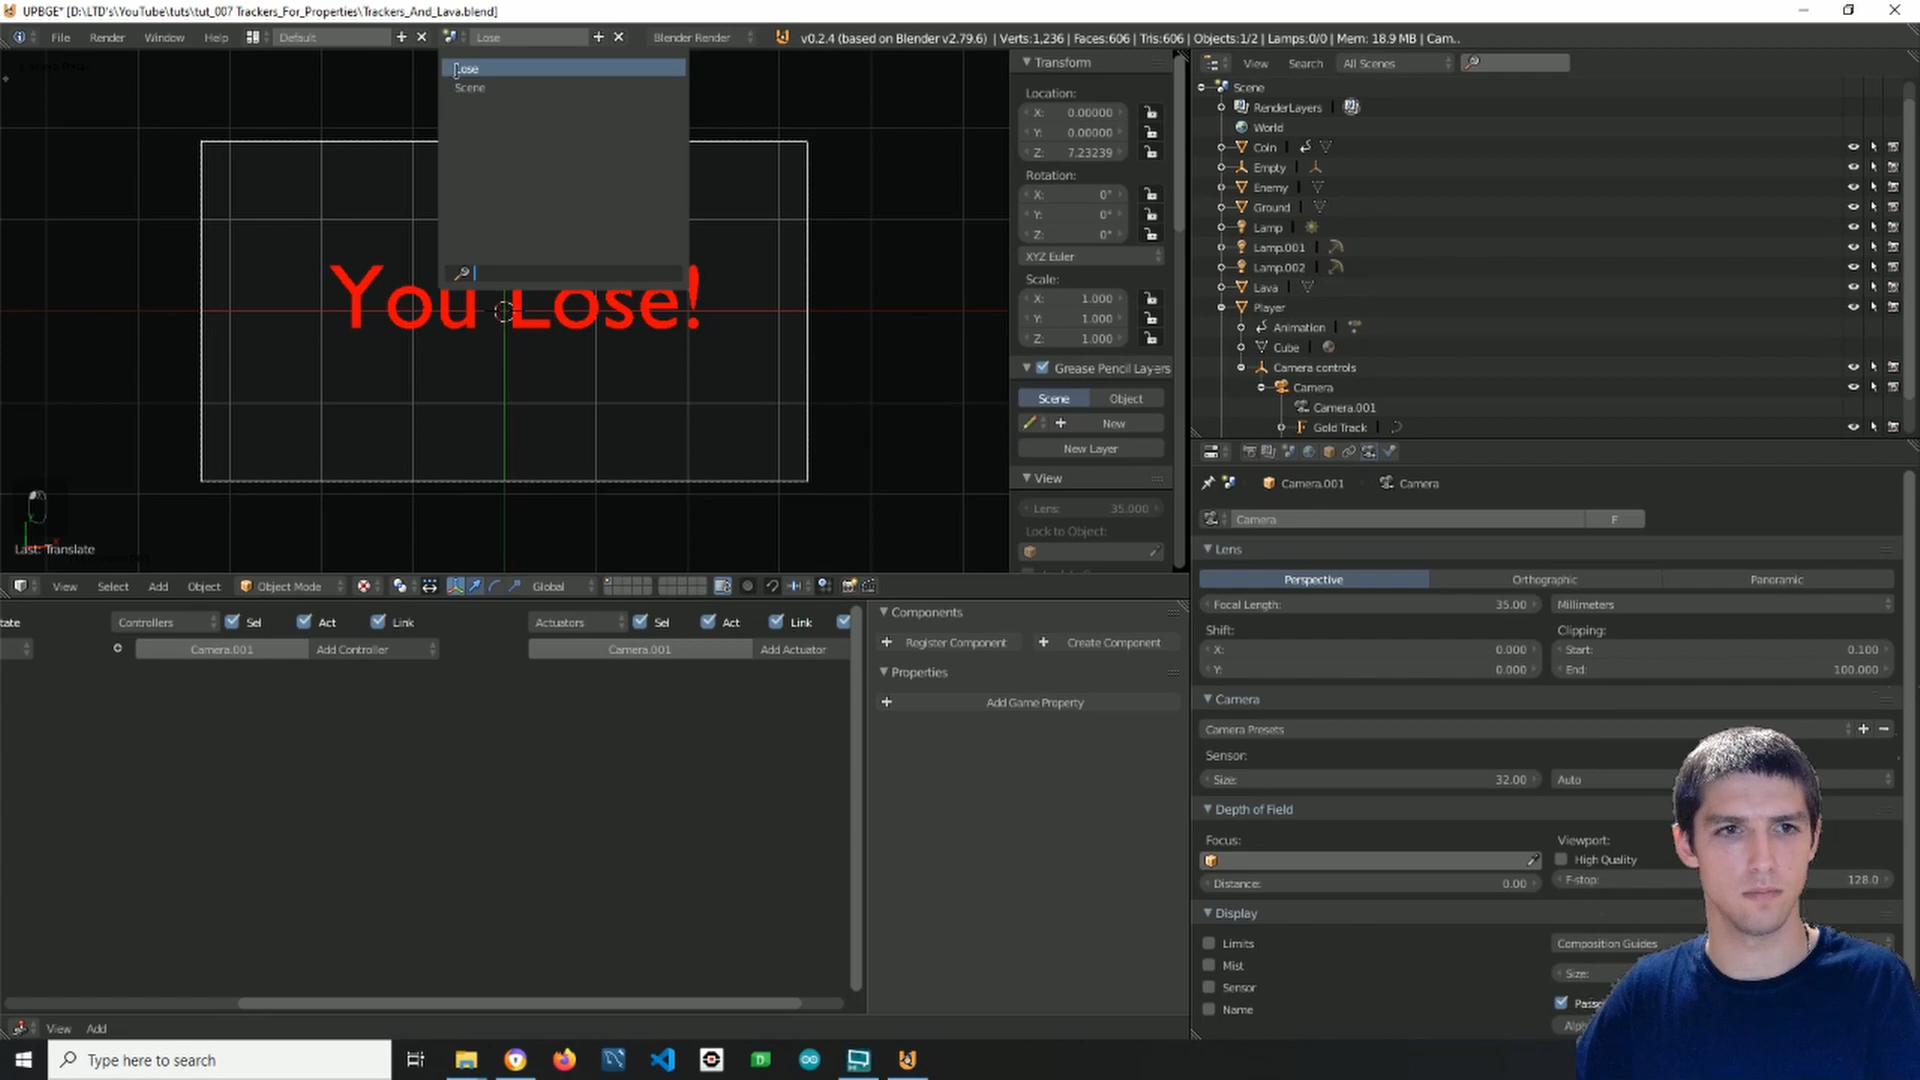 UPBGE* [D:\LTD's\YouTube\tuts\tut_007 Trackers_For_Properties\Trackers_And_Lava.blend]
File Render Window Help Default Lose Blender Render v0.2.4 (based on Blender v2.79.6) | Verts:1,236 | Faces:606 | Tris:606 | Objects:1/2 | Lamps:0/0 | Mem: 18.9 MB | Cam..
Lose
Scene
You Lose!
Last: Translate
Transform
Location:
X: 0.00000
Y: 0.00000
Z: 7.23239
Rotation:
X: 0°
Y: 0°
Z: 0°
XYZ Euler
Scale:
X: 1.000
Y: 1.000
Z: 1.000
Grease Pencil Layers
Scene Object
New
New Layer
View
Lens: 35.000
Lock to Object:
View Search All Scenes
Scene
RenderLayers
World
Coin
Empty
Enemy
Ground
Lamp
Lamp.001
Lamp.002
Lava
Player
Animation
Cube
Camera controls
Camera
Camera.001
Gold Track
View Select Add Object Object Mode Global
tate Controllers Sel Act Link Actuators Sel Act Link
Camera.001 Add Controller Camera.001 Add Actuator
Components
Register Component Create Component
Properties
Add Game Property
View Add
Camera.001 Camera
Camera F
Lens
Perspective Orthographic Panoramic
Focal Length: 35.00 Millimeters
Shift: Clipping:
X: 0.000 Start: 0.100
Y: 0.000 End: 100.000
Camera
Camera Presets
Sensor:
Size: 32.00 Auto
Depth of Field
Focus: Viewport:
High Quality
Distance: 0.00 F-stop: 128.0
Display
Limits Composition Guides
Mist Size:
Sensor
Name
Type here to search